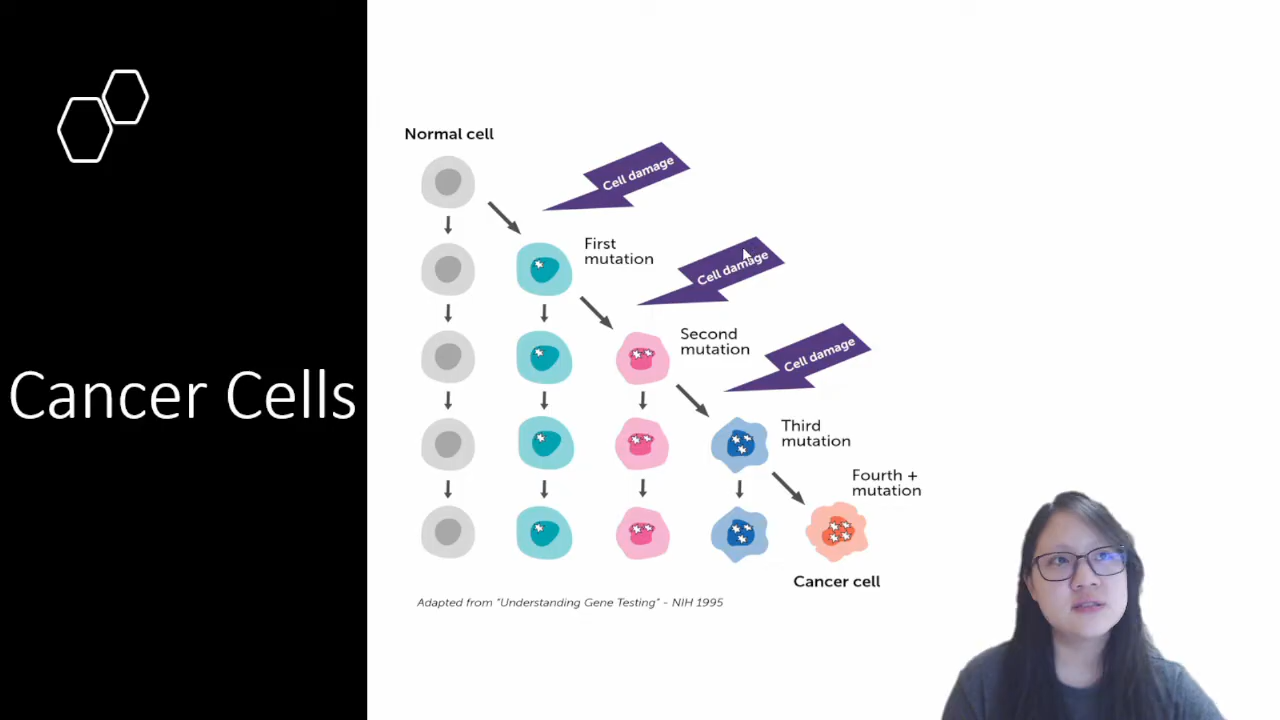 Cancer Cells
Normal cell
Cell damage
First
mutation
Cell damage
Second
mutation
Cell damage
Third
mutation
Fourth +
mutation
Cancer cell
Adapted from "Understanding Gene Testing" - NIH 1995